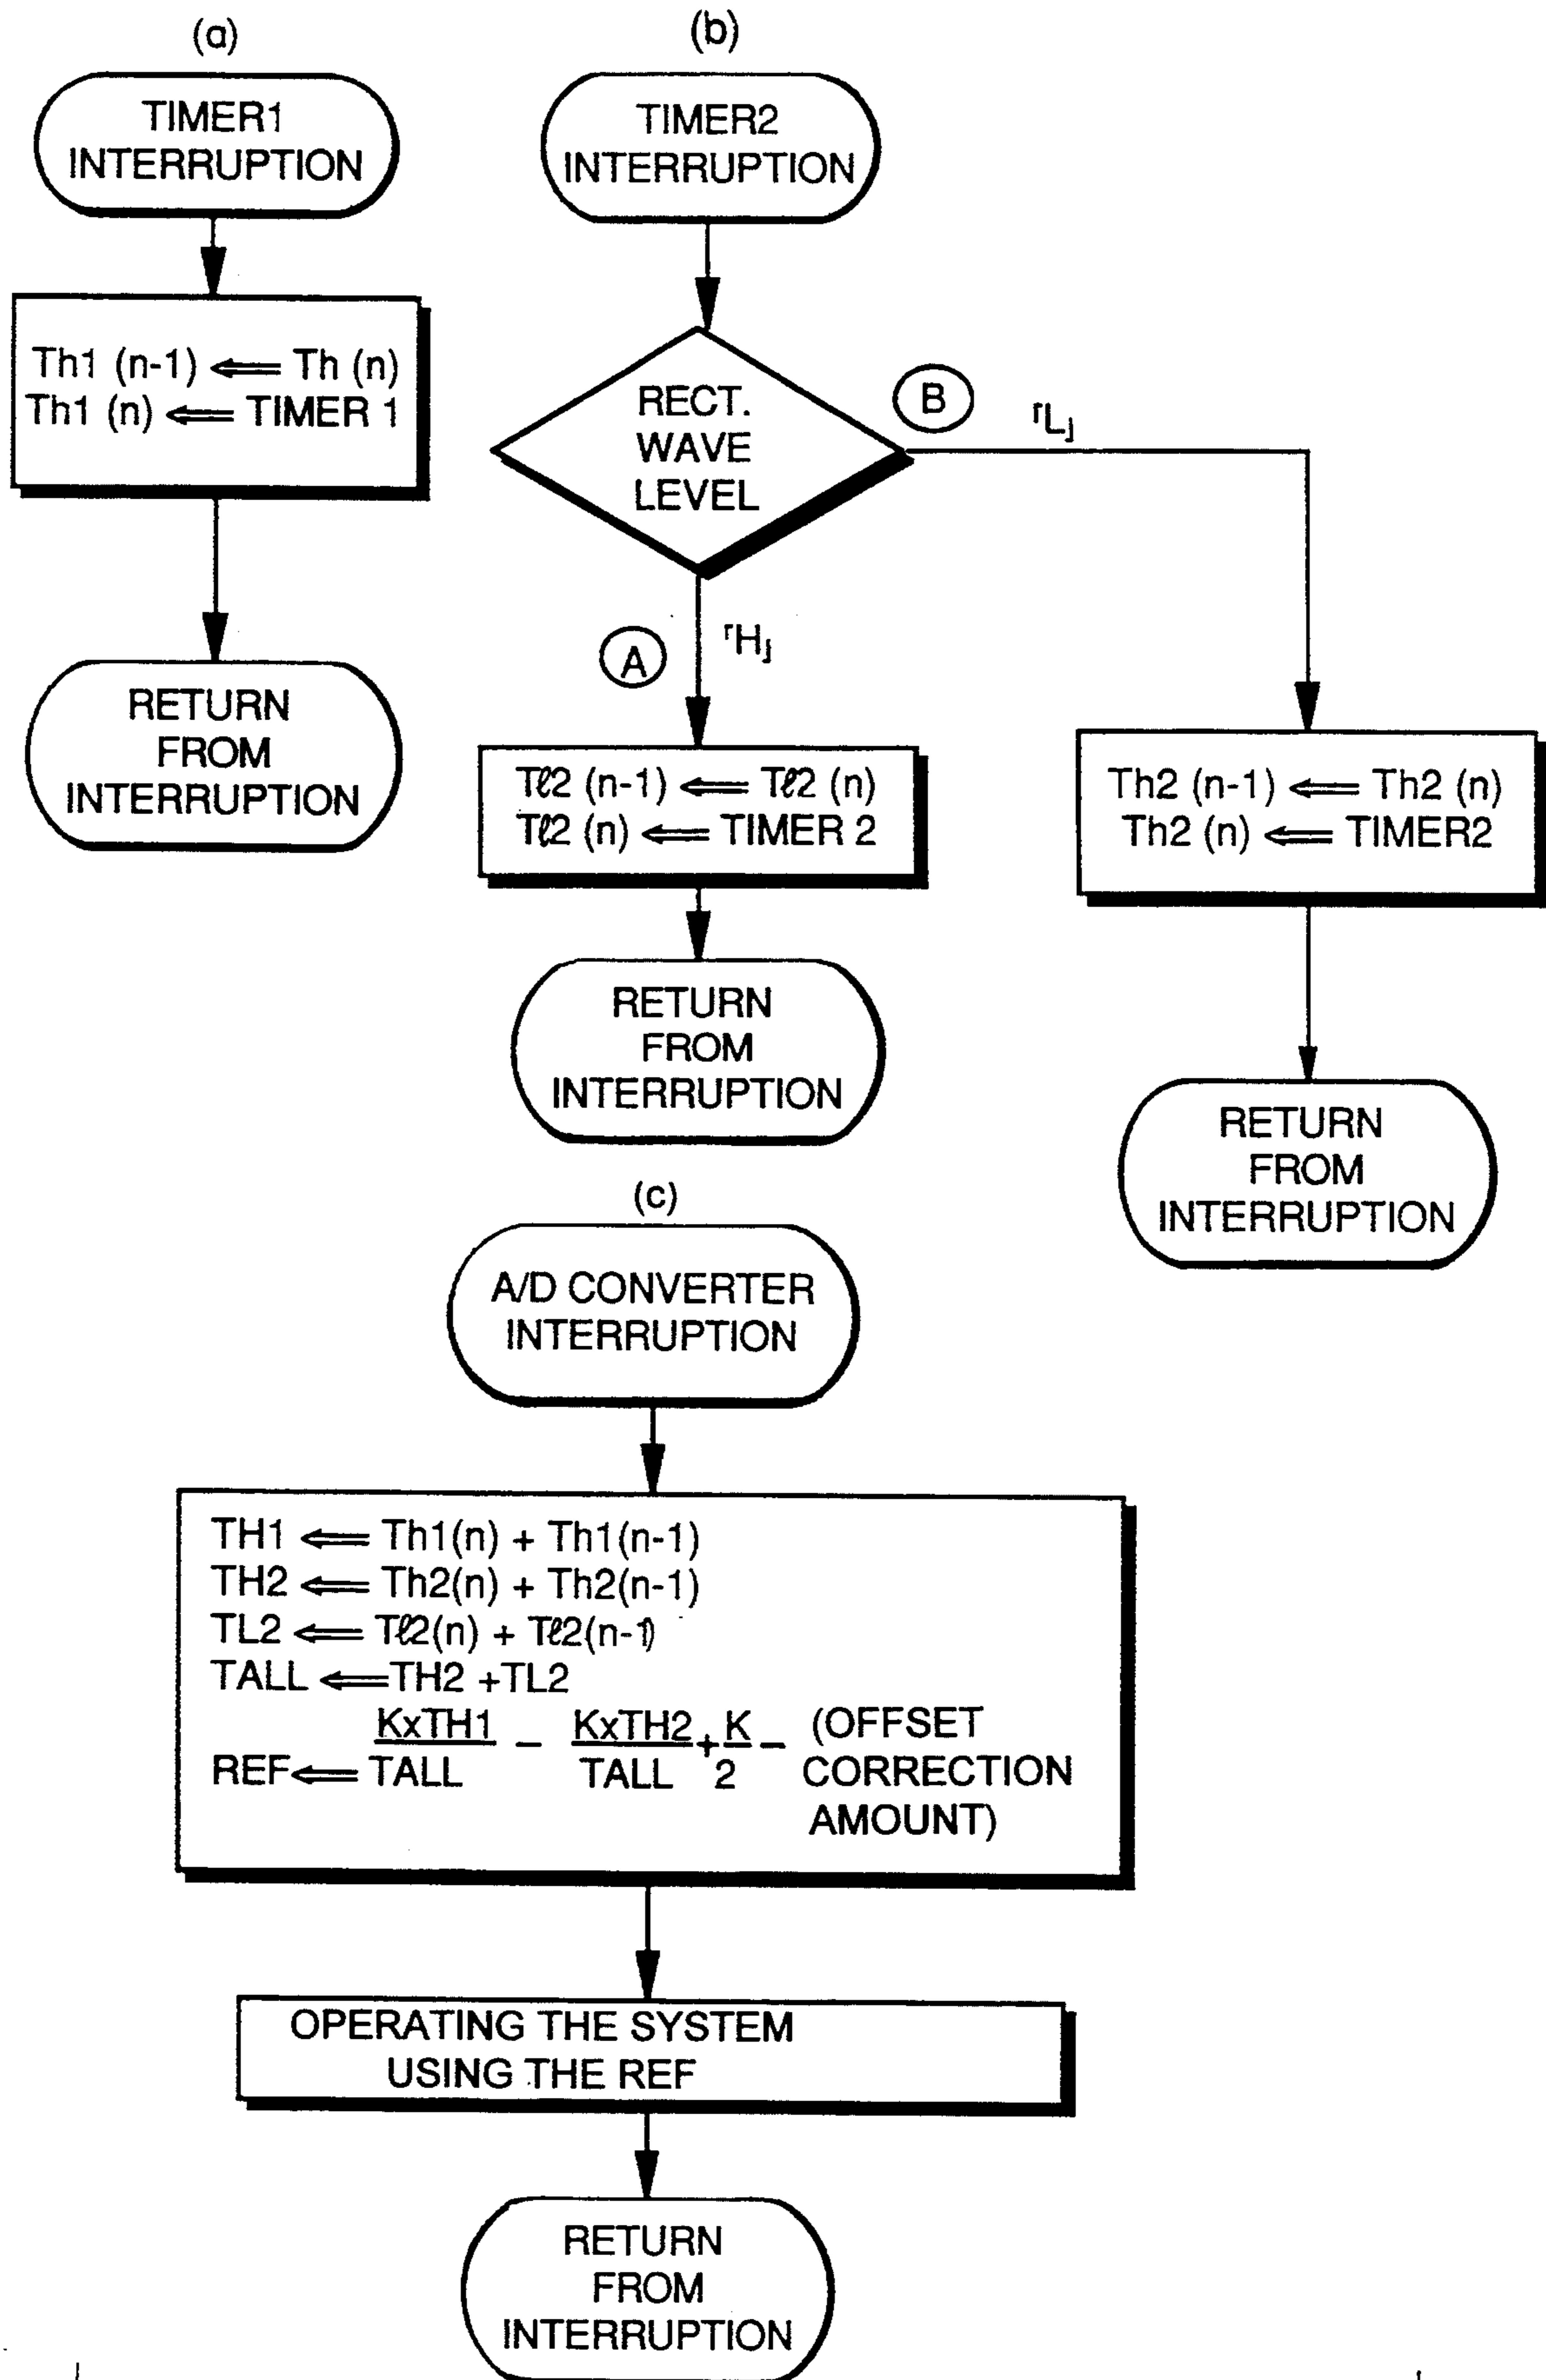 (a)
TIMER1
INTERRUPTION
Th1 (n-1) ⟸ Th (n)
Th1 (n) ⟸ TIMER 1
RETURN
FROM
INTERRUPTION
(b)
TIMER2
INTERRUPTION
RECT.
WAVE
LEVEL
B
「L」
A
「H」
Tℓ2 (n-1) ⟸ Tℓ2 (n)
Tℓ2 (n) ⟸ TIMER 2
RETURN
FROM
INTERRUPTION
Th2 (n-1) ⟸ Th2 (n)
Th2 (n) ⟸ TIMER2
RETURN
FROM
INTERRUPTION
(c)
A/D CONVERTER
INTERRUPTION
TH1 ⟸ Th1(n) + Th1(n-1)
TH2 ⟸ Th2(n) + Th2(n-1)
TL2 ⟸ Tℓ2(n) + Tℓ2(n-1)
TALL ⟸ TH2 +TL2
REF ⟸ KxTH1/TALL - KxTH2/TALL + K/2 - (OFFSET
CORRECTION
AMOUNT)
OPERATING THE SYSTEM
USING THE REF
RETURN
FROM
INTERRUPTION